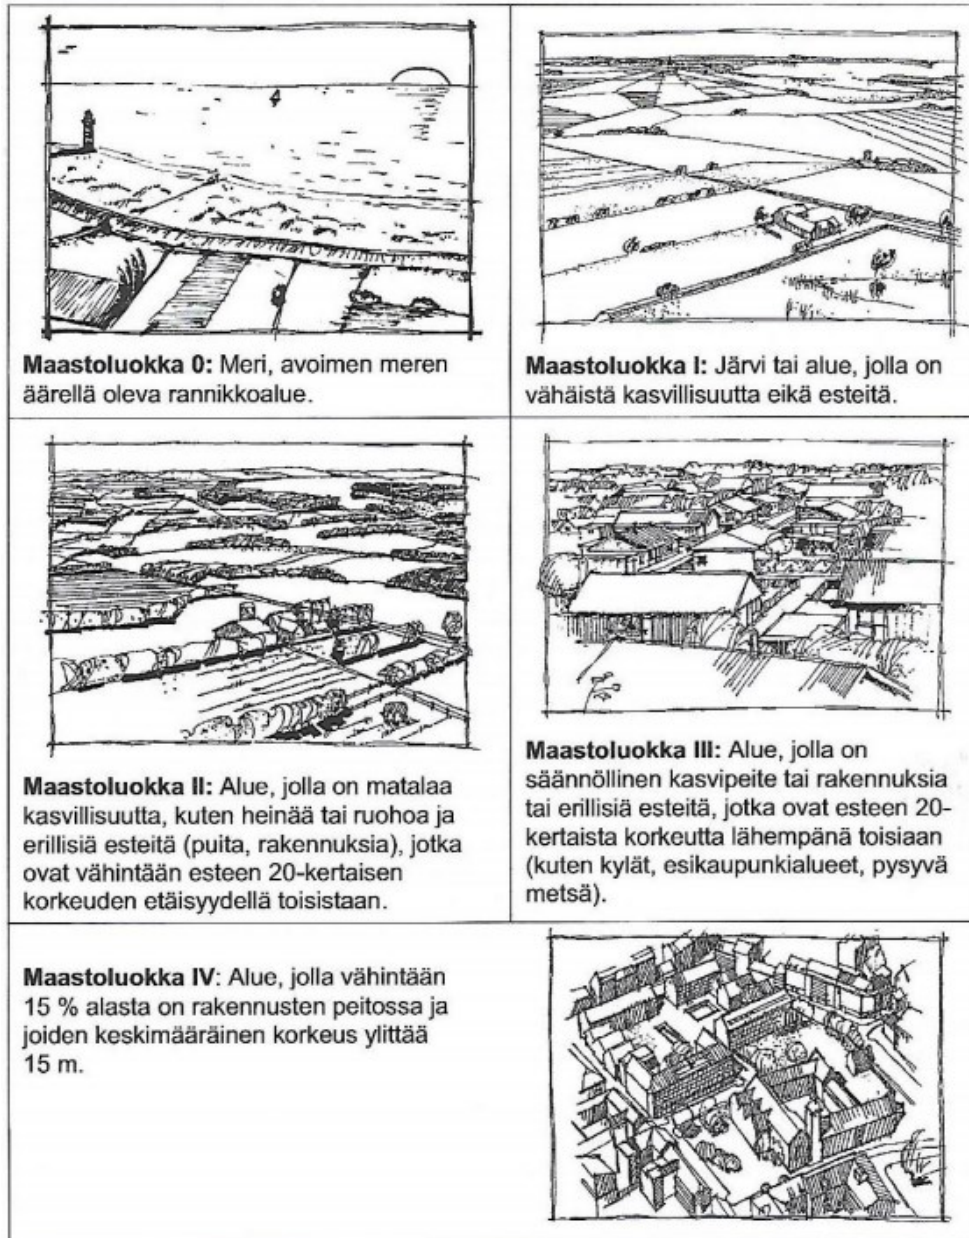 Maastoluokka 0: Meri, avoimen meren
äärellä oleva rannikkoalue.
Maastoluokka I: Järvi tai alue, jolla on
vähäistä kasvillisuutta eikä esteitä.
Maastoluokka II: Alue, jolla on matalaa
kasvillisuutta, kuten heinää tai ruohoa ja
erillisiä esteitä (puita, rakennuksia), jotka
ovat vähintään esteen 20-kertaisen
korkeuden etäisyydellä toisistaan.
Maastoluokka III: Alue, jolla on
säännöllinen kasvipeite tai rakennuksia
tai erillisiä esteitä, jotka ovat esteen 20-
kertaista korkeutta lähempänä toisiaan
(kuten kylät, esikaupunkialueet, pysyvä
metsä).
Maastoluokka IV: Alue, jolla vähintään
15 % alasta on rakennusten peitossa ja
joiden keskimääräinen korkeus ylittää
15 m.